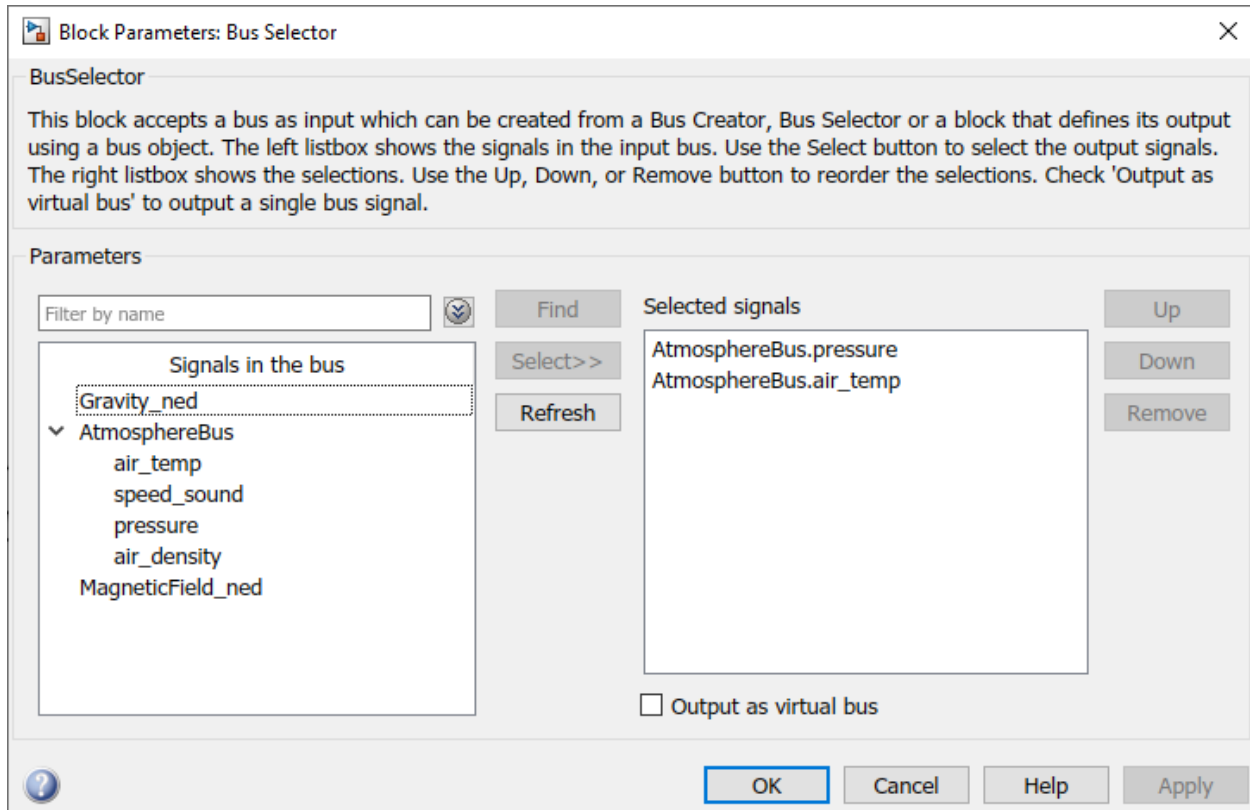 Block Parameters: Bus Selector
BusSelector
This block accepts a bus as input which can be created from a Bus Creator, Bus Selector or a block that defines its output
using a bus object. The left listbox shows the signals in the input bus. Use the Select button to select the output signals.
The right listbox shows the selections. Use the Up, Down, or Remove button to reorder the selections. Check 'Output as
virtual bus' to output a single bus signal.
Parameters
Filter by name
Find
Select>>
Refresh
Signals in the bus
Gravity_ned
AtmosphereBus
air_temp
speed_sound
pressure
air_density
MagneticField_ned
Selected signals
AtmosphereBus.pressure
AtmosphereBus.air_temp
Up
Down
Remove
Output as virtual bus
OK
Cancel
Help
Apply